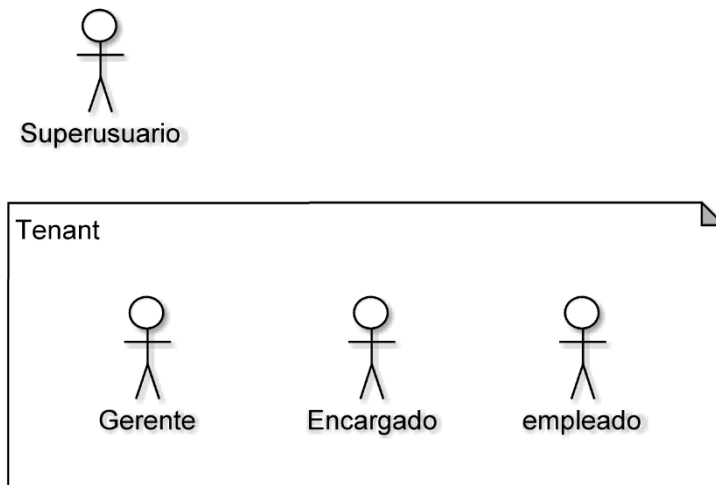 Superusuario
Tenant
Gerente
Encargado
empleado